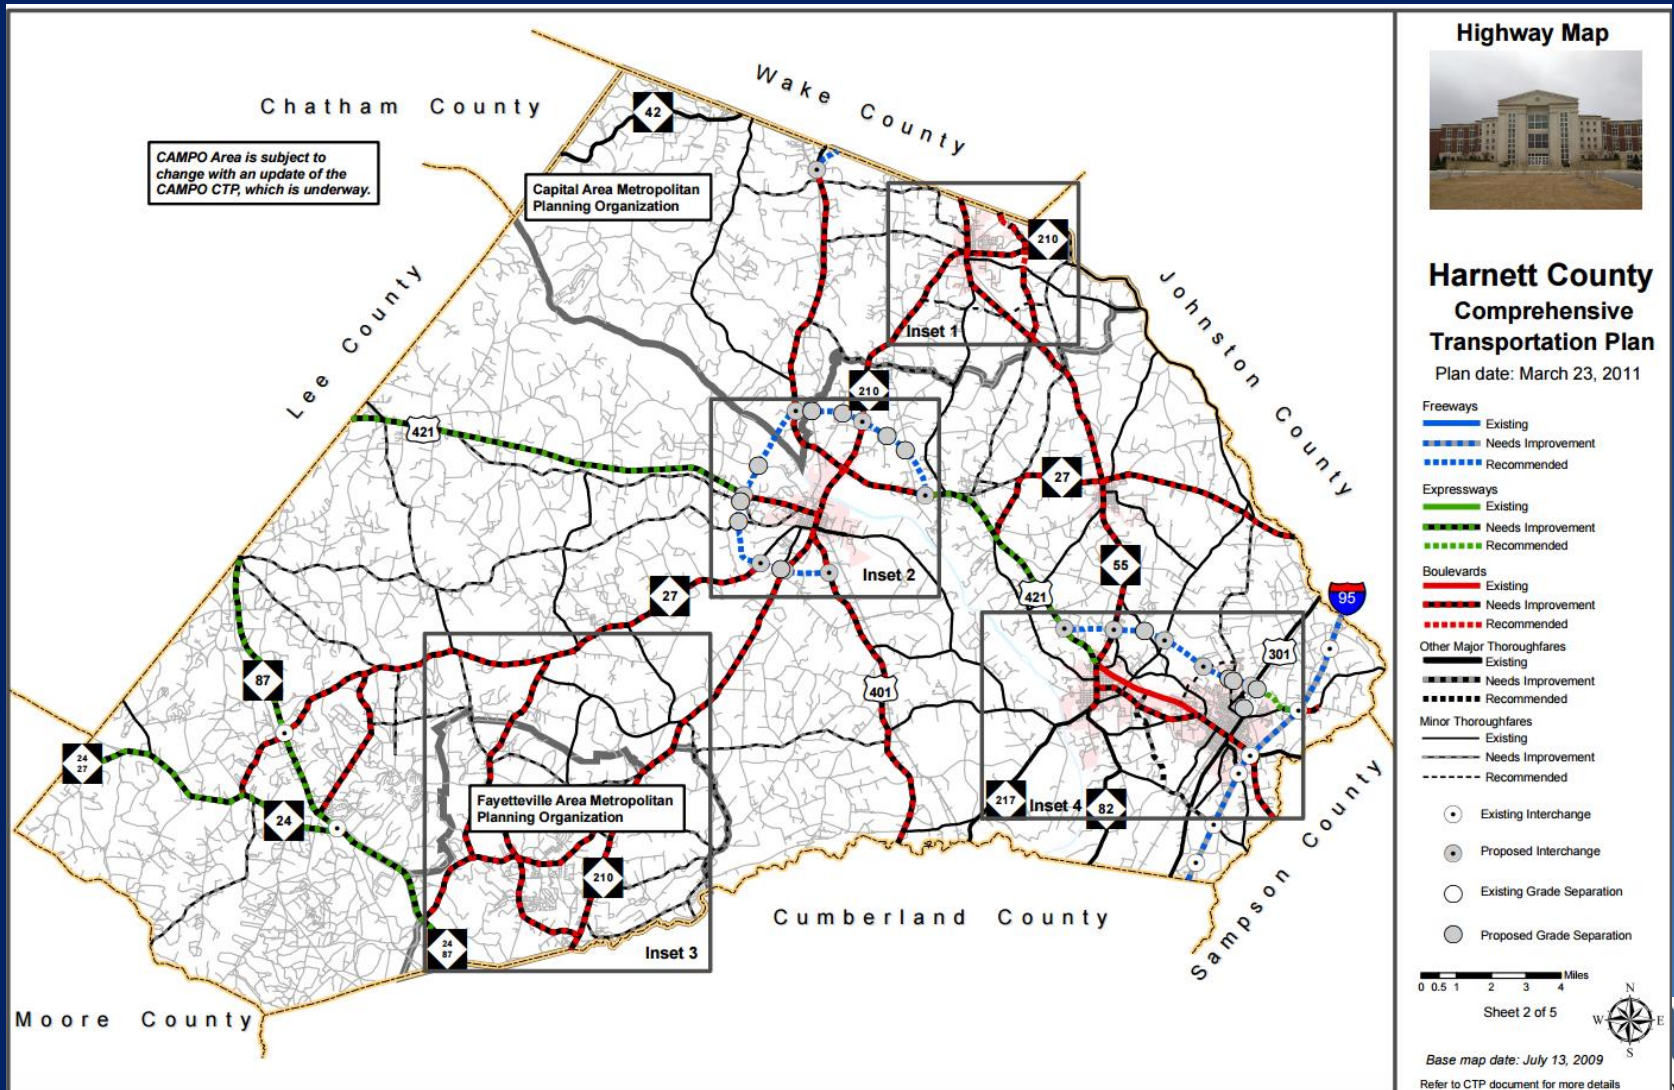 Chatham County
Wake County
Lee County
Johnston County
Sampson County
Cumberland County
Moore County
CAMPO Area is subject to
change with an update of the
CAMPO CTP, which is underway.
Capital Area Metropolitan
Planning Organization
Fayetteville Area Metropolitan
Planning Organization
42
210
Inset 1
210
421
27
Inset 2
27
55
421
95
301
87
401
24
27
24
217
Inset 4
82
210
24
87
Inset 3
Highway Map
Harnett County
Comprehensive
Transportation Plan
Plan date: March 23, 2011
Freeways
Existing
Needs Improvement
Recommended
Expressways
Existing
Needs Improvement
Recommended
Boulevards
Existing
Needs Improvement
Recommended
Other Major Thoroughfares
Existing
Needs Improvement
Recommended
Minor Thoroughfares
Existing
Needs Improvement
Recommended
Existing Interchange
Proposed Interchange
Existing Grade Separation
Proposed Grade Separation
Miles
0 0.5 1 2 3 4
Sheet 2 of 5
N
W E
S
Base map date: July 13, 2009
Refer to CTP document for more details